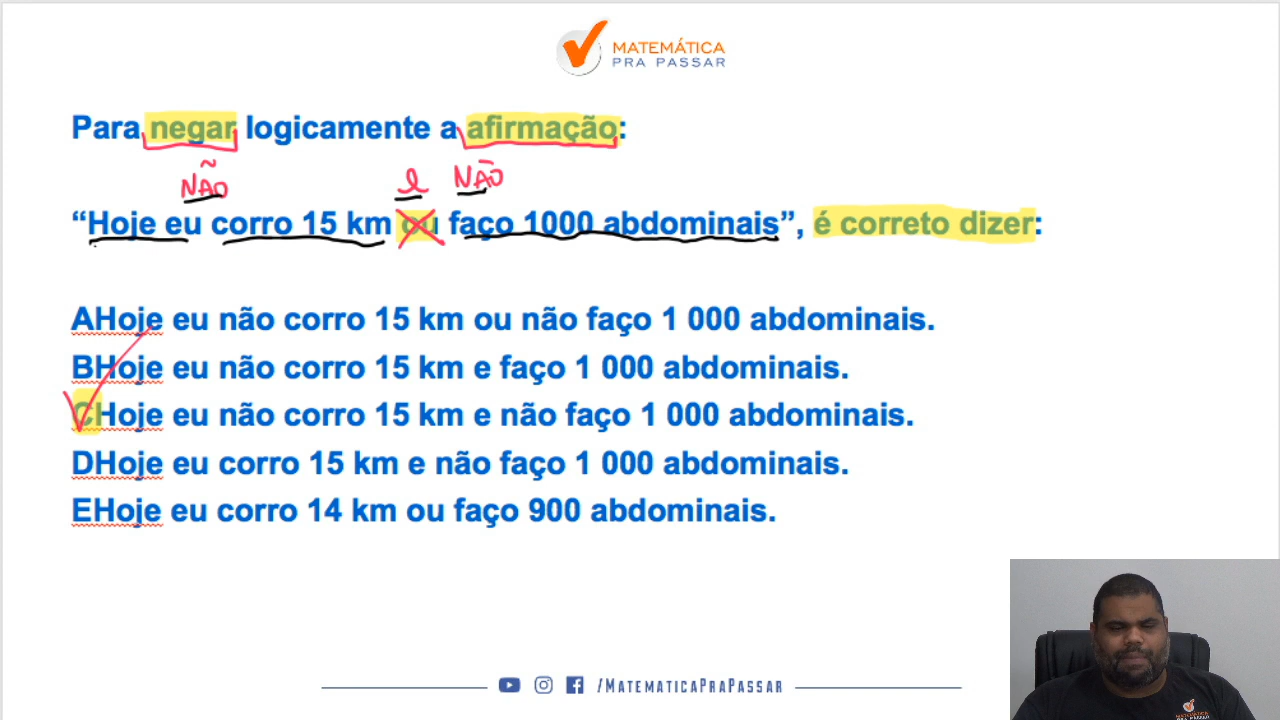 MATEMÁTICA
PRA PASSAR
Para negar logicamente a afirmação:
NÃO e NÃO
“Hoje eu corro 15 km ou faço 1000 abdominais”, é correto dizer:
AHoje eu não corro 15 km ou não faço 1 000 abdominais.
BHoje eu não corro 15 km e faço 1 000 abdominais.
CHoje eu não corro 15 km e não faço 1 000 abdominais.
DHoje eu corro 15 km e não faço 1 000 abdominais.
EHoje eu corro 14 km ou faço 900 abdominais.
/MATEMATICAPRAPASSAR